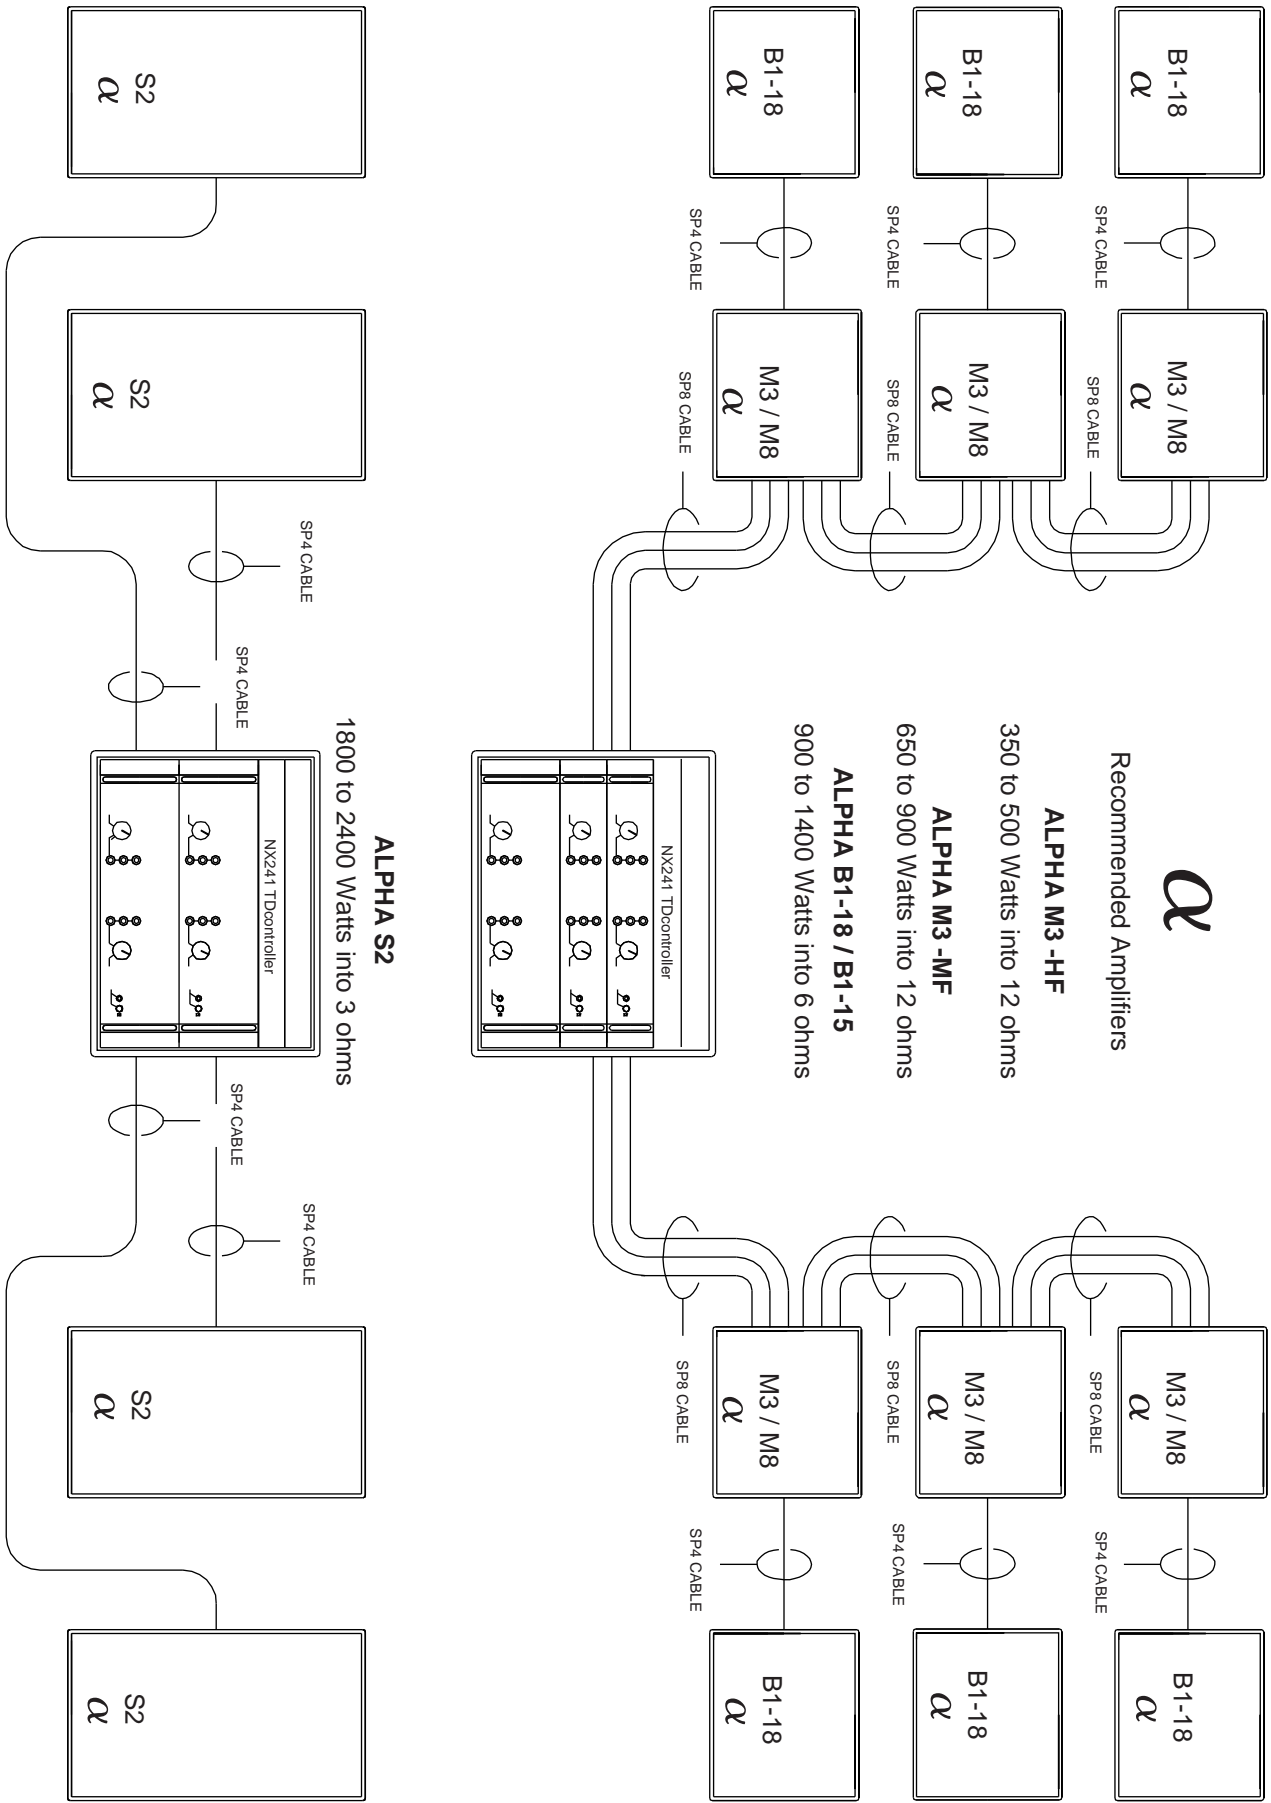 α
Recommended Amplifiers
ALPHA M3 -HF
350 to 500 Watts into 12 ohms
ALPHA M3 -MF
650 to 900 Watts into 12 ohms
ALPHA B1-18 / B1-15
900 to 1400 Watts into 6 ohms
B1-18
α
SP4 CABLE
M3 / M8
α
SP8 CABLE
SP8 CABLE
M3 / M8
α
SP4 CABLE
B1-18
α
B1-18
α
SP4 CABLE
M3 / M8
α
SP8 CABLE
SP8 CABLE
M3 / M8
α
SP4 CABLE
B1-18
α
B1-18
α
SP4 CABLE
M3 / M8
α
SP8 CABLE
SP8 CABLE
M3 / M8
α
SP4 CABLE
B1-18
α
NX241 TDcontroller
ALPHA S2
1800 to 2400 Watts into 3 ohms
SP4 CABLE
SP4 CABLE
SP4 CABLE
SP4 CABLE
NX241 TDcontroller
S2
α
S2
α
S2
α
S2
α